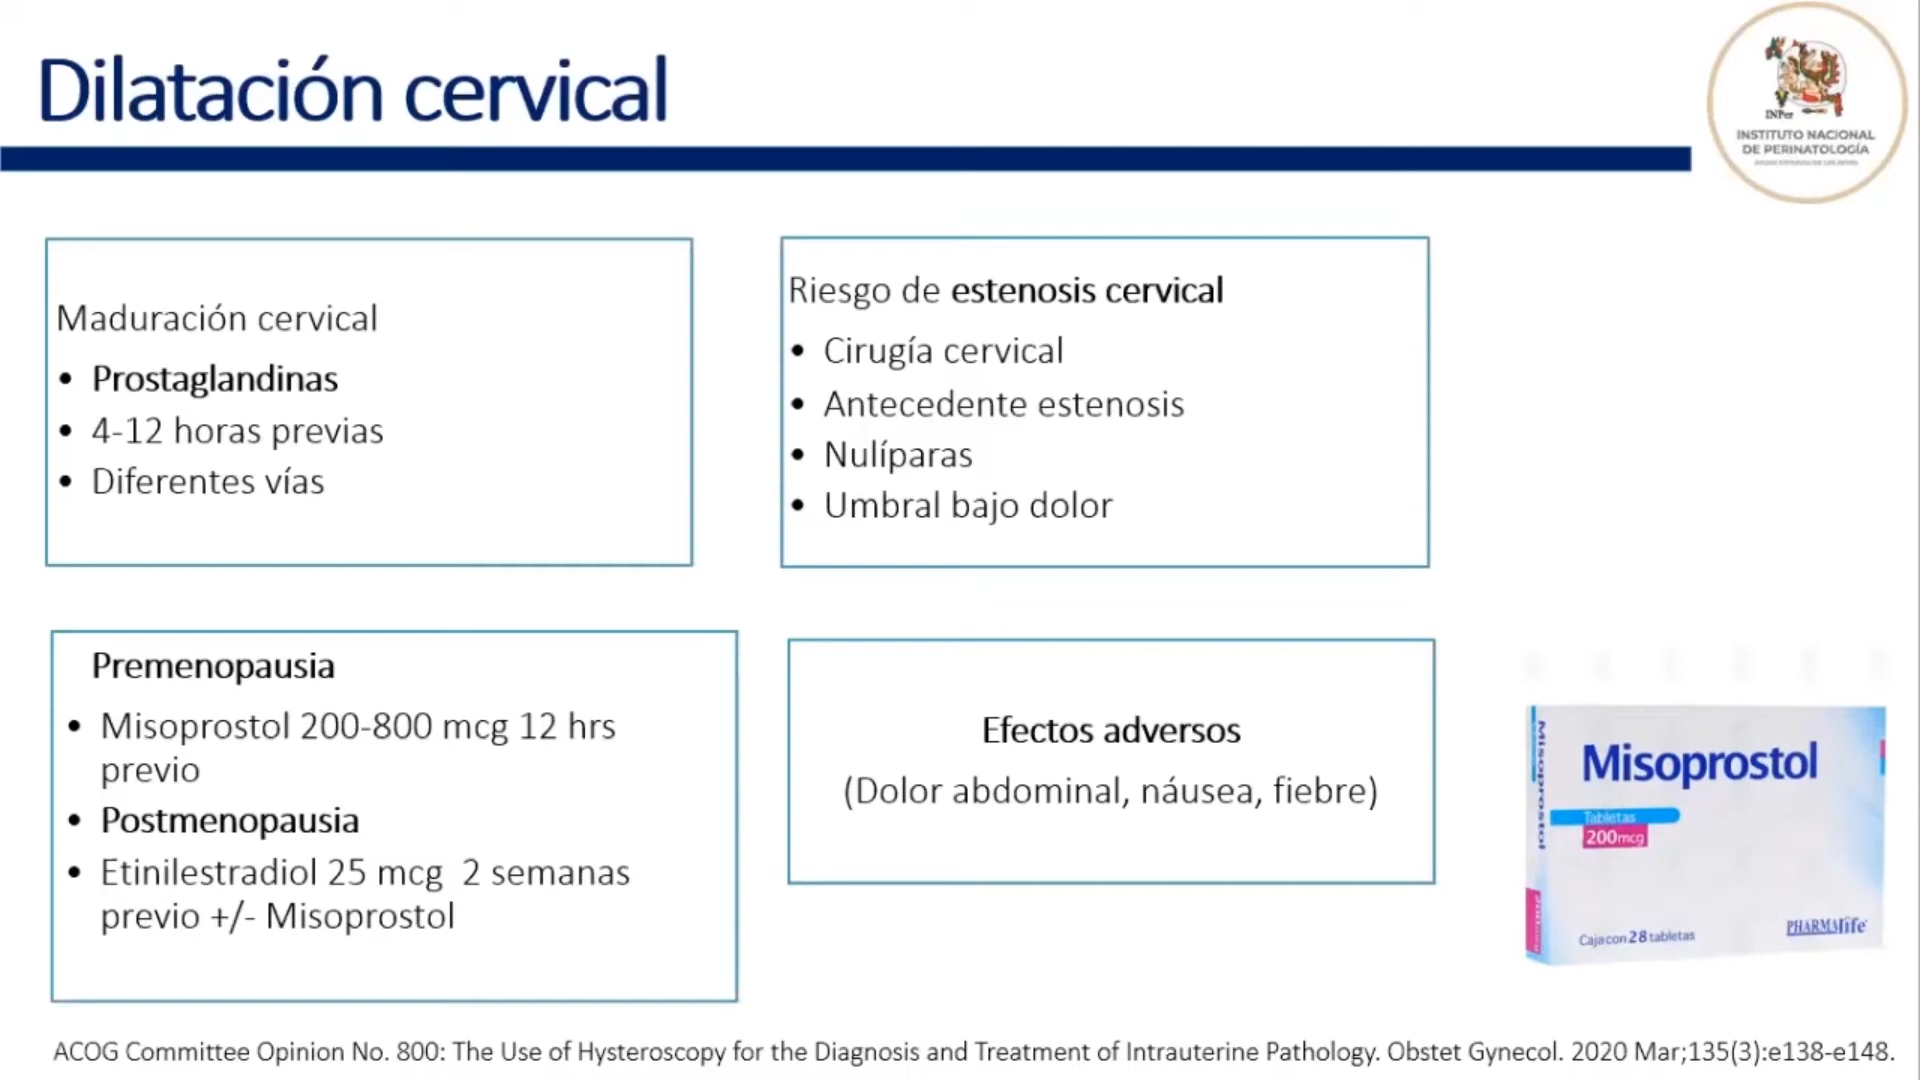 Dilatación cervical
INPer
INSTITUTO NACIONAL
DE PERINATOLOGÍA
Maduración cervical
• Prostaglandinas
• 4-12 horas previas
• Diferentes vías
Riesgo de estenosis cervical
• Cirugía cervical
• Antecedente estenosis
• Nulíparas
• Umbral bajo dolor
Premenopausia
• Misoprostol 200-800 mcg 12 hrs
previo
• Postmenopausia
• Etinilestradiol 25 mcg 2 semanas
previo +/- Misoprostol
Efectos adversos
(Dolor abdominal, náusea, fiebre)
Misoprostol
Misoprostol
Tabletas
200mcg
200mcg
Caja con 28 tabletas
PHARMAlife
ACOG Committee Opinion No. 800: The Use of Hysteroscopy for the Diagnosis and Treatment of Intrauterine Pathology. Obstet Gynecol. 2020 Mar;135(3):e138-e148.